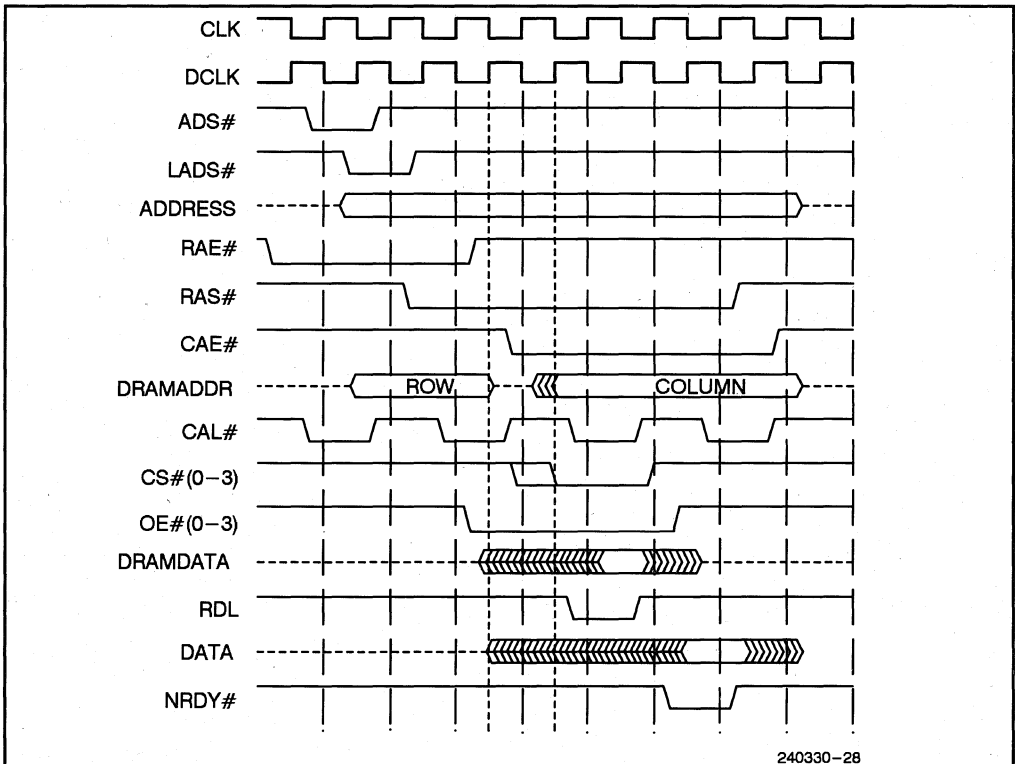 CLK
DCLK
ADS#
LADS#
ADDRESS
RAE#
RAS#
CAE#
DRAMADDR
ROW
COLUMN
CAL#
CS#(0–3)
OE#(0–3)
DRAMDATA
RDL
DATA
NRDY#
240330–28